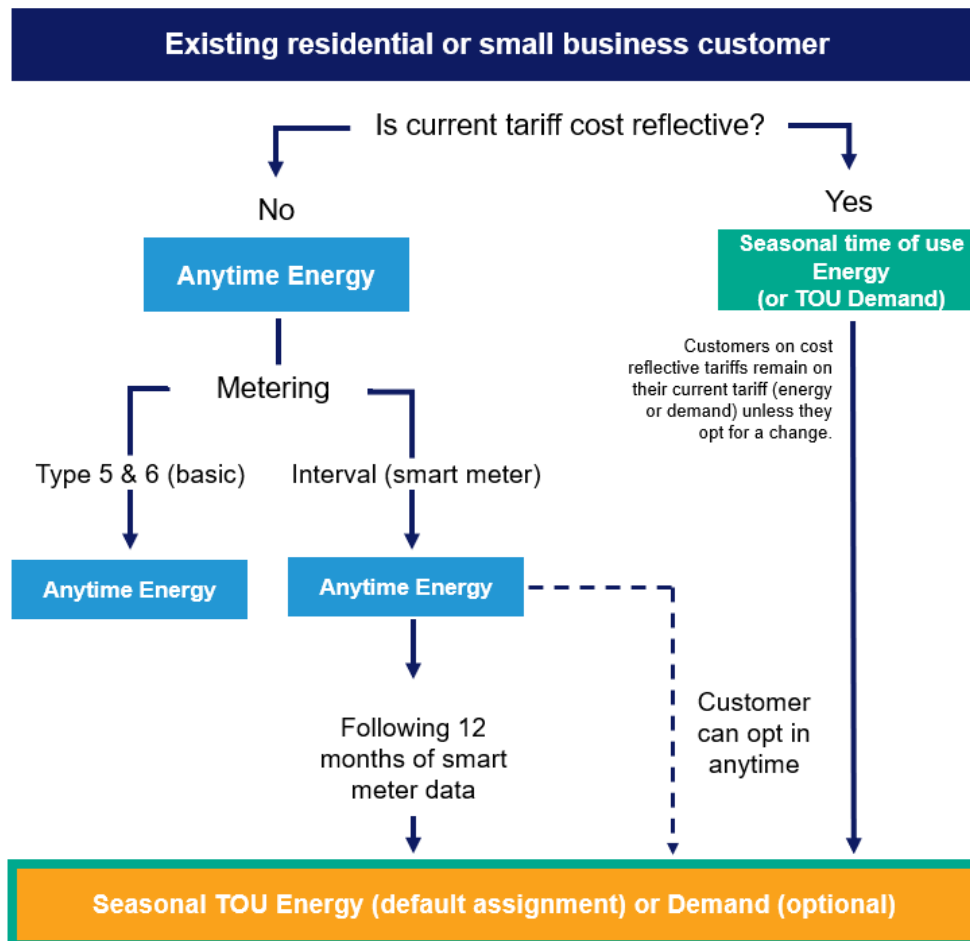 Existing residential or small business customer
Is current tariff cost reflective?
No
Yes
Anytime Energy
Seasonal time of use
Energy
(or TOU Demand)
Customers on cost
reflective tariffs remain on
their current tariff (energy
or demand) unless they
opt for a change.
Metering
Type 5 & 6 (basic)
Interval (smart meter)
Anytime Energy
Anytime Energy
Following 12
months of smart
meter data
Customer
can opt in
anytime
Seasonal TOU Energy (default assignment) or Demand (optional)